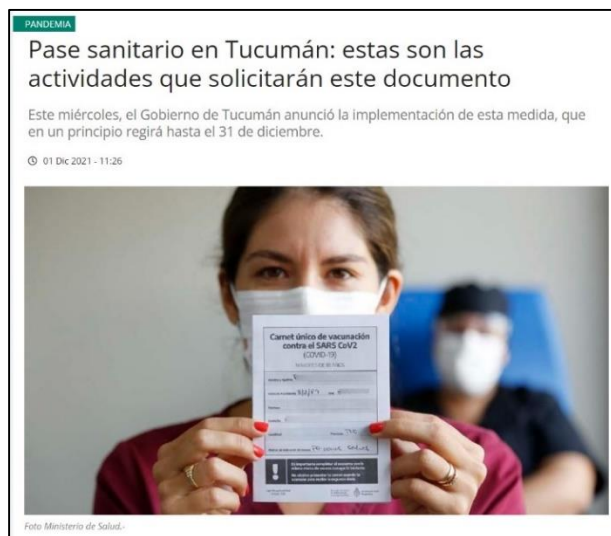 PANDEMIA
Pase sanitario en Tucumán: estas son las
actividades que solicitarán este documento
Este miércoles, el Gobierno de Tucumán anunció la implementación de esta medida, que
en un principio regirá hasta el 31 de diciembre.
01 Dic 2021 - 11:26
Carnet único de vacunación
contra el SARS CoV2
(COVID-19)
Foto Ministerio de Salud.-